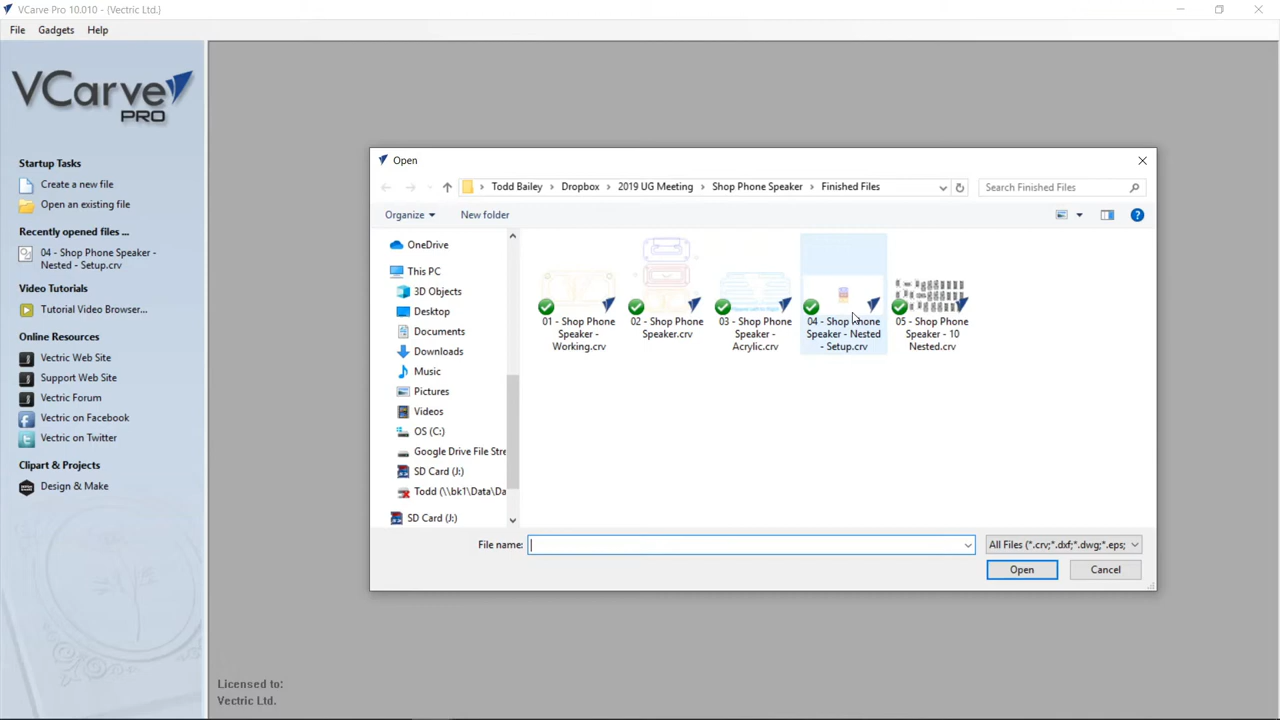 VCarve Pro 10.010 - (Vectric Ltd.)
File Gadgets Help
VCarve
PRO
Startup Tasks
Create a new file
Open an existing file
Recently opened files ...
04 - Shop Phone Speaker -
Nested - Setup.crv
Video Tutorials
Tutorial Video Browser...
Online Resources
Vectric Web Site
Support Web Site
Vectric Forum
Vectric on Facebook
Vectric on Twitter
Clipart & Projects
Design & Make
Open
Todd Bailey > Dropbox > 2019 UG Meeting > Shop Phone Speaker > Finished Files
Search Finished Files
Organize
New folder
OneDrive
This PC
3D Objects
Desktop
Documents
Downloads
Music
Pictures
Videos
OS (C:)
Google Drive File Stre
SD Card (J:)
Todd (\\bk1\Data\Da
SD Card (J:)
01 - Shop Phone
Speaker -
Working.crv
02 - Shop Phone
Speaker.crv
03 - Shop Phone
Speaker -
Acrylic.crv
04 - Shop Phone
Speaker - Nested
- Setup.crv
05 - Shop Phone
Speaker - 10
Nested.crv
File name:
All Files (*.crv;*.dxf;*.dwg;*.eps;
Open
Cancel
Licensed to:
Vectric Ltd.